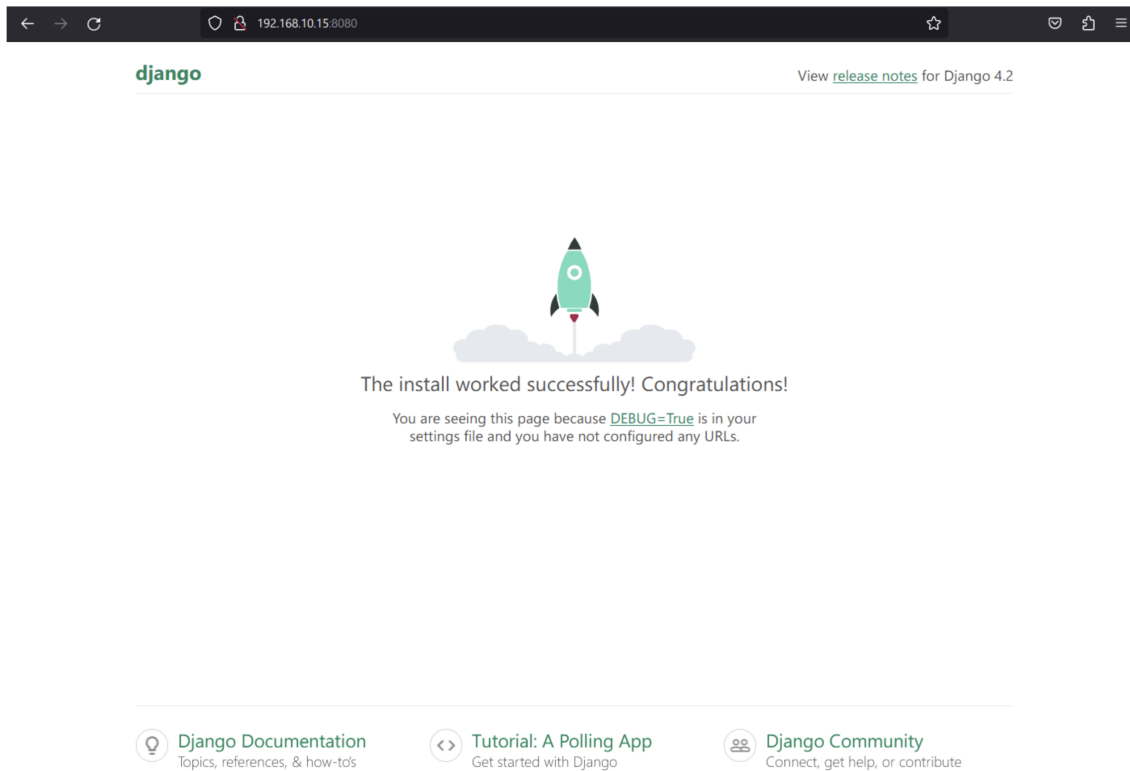 192.168.10.15:8080
django
View release notes for Django 4.2
The install worked successfully! Congratulations!
You are seeing this page because DEBUG=True is in your
settings file and you have not configured any URLs.
Django Documentation
Topics, references, & how-to's
Tutorial: A Polling App
Get started with Django
Django Community
Connect, get help, or contribute